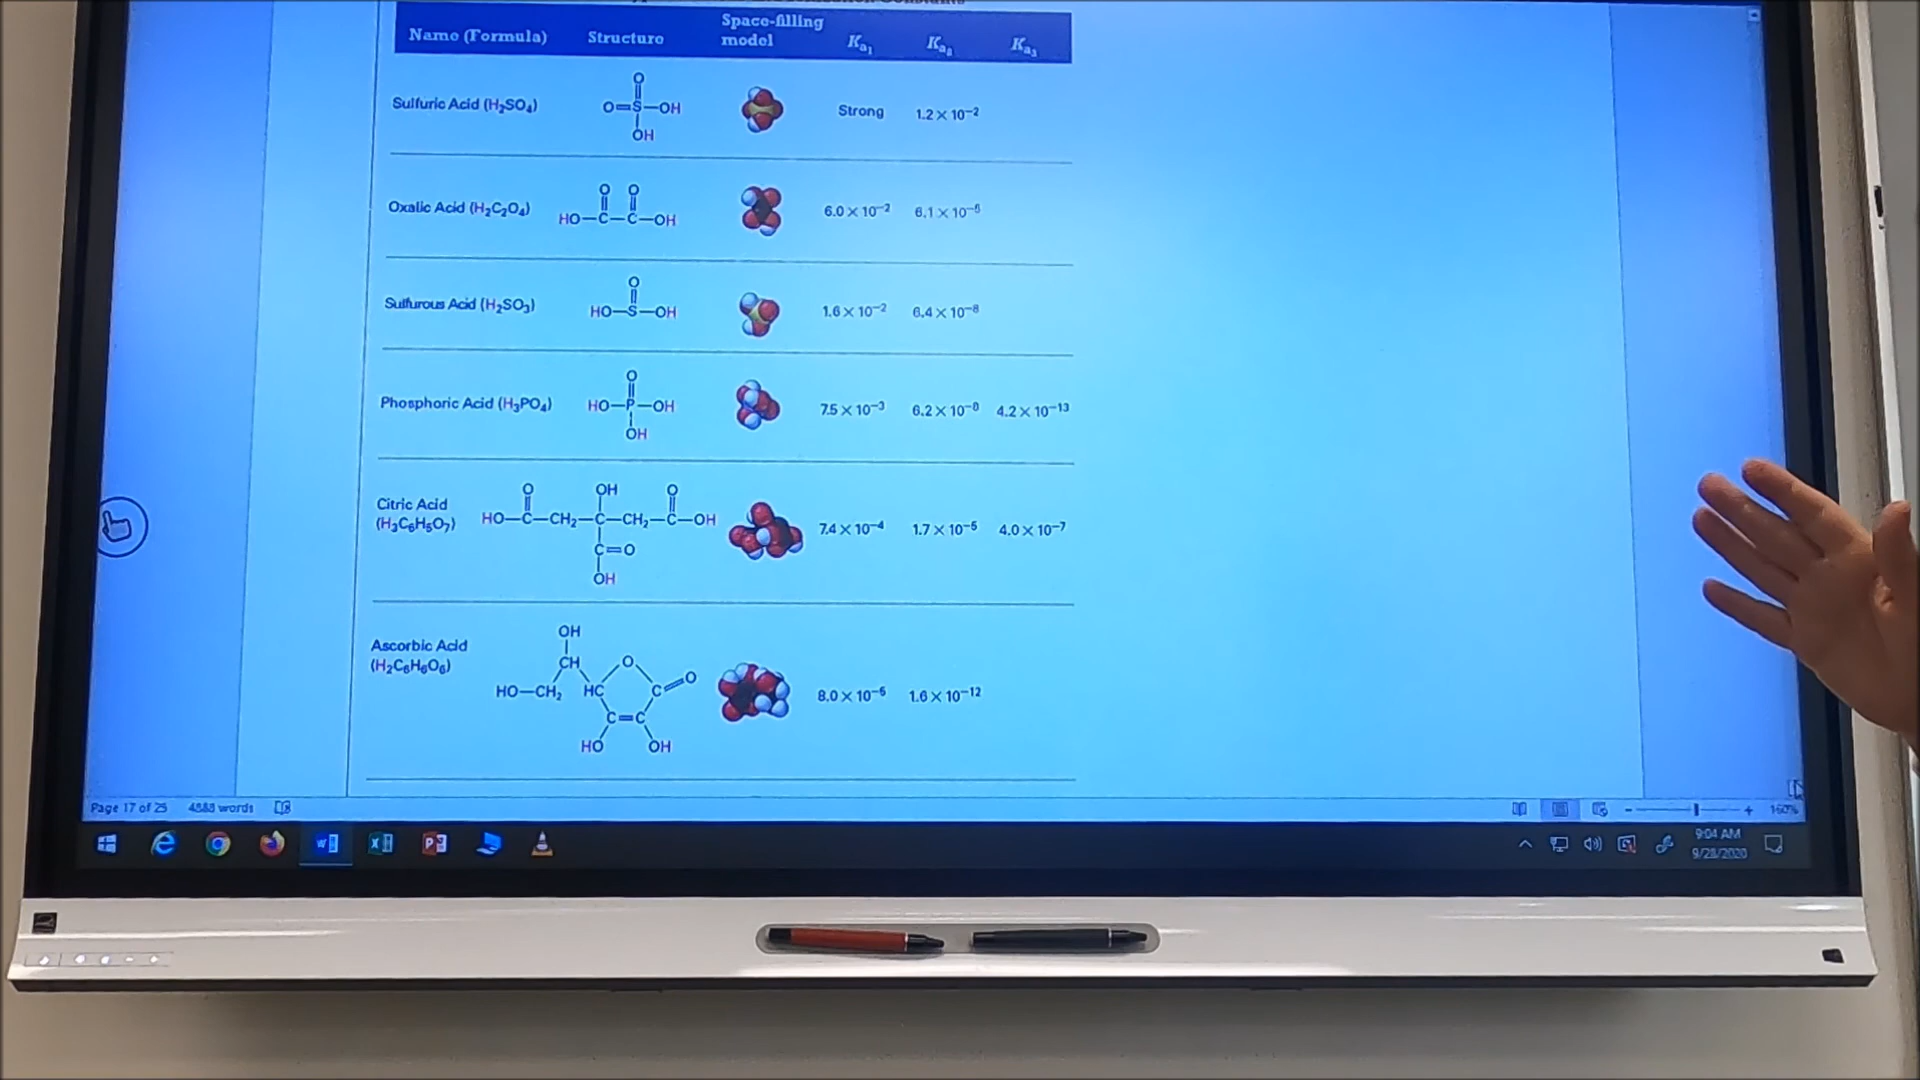 Name (Formula) Structure Space-filling model Ka1 Ka2 Ka3
Sulfuric Acid (H₂SO₄) O O=S—OH OH Strong 1.2 × 10⁻²
Oxalic Acid (H₂C₂O₄) O O HO—C—C—OH 6.0 × 10⁻² 6.1 × 10⁻⁵
Sulfurous Acid (H₂SO₃) O HO—S—OH 1.6 × 10⁻² 6.4 × 10⁻⁸
Phosphoric Acid (H₃PO₄) O HO—P—OH OH 7.5 × 10⁻³ 6.2 × 10⁻⁸ 4.2 × 10⁻¹³
Citric Acid
(H₃C₆H₅O₇) O OH O HO—C—CH₂—C—CH₂—C—OH C=O OH 7.4 × 10⁻⁴ 1.7 × 10⁻⁵ 4.0 × 10⁻⁷
Ascorbic Acid
(H₂C₆H₆O₆) OH CH O HO—CH₂ HC C=O C=C HO OH 8.0 × 10⁻⁵ 1.6 × 10⁻¹²
Page 17 of 25 4888 words 160%
9:04 AM
9/28/2020